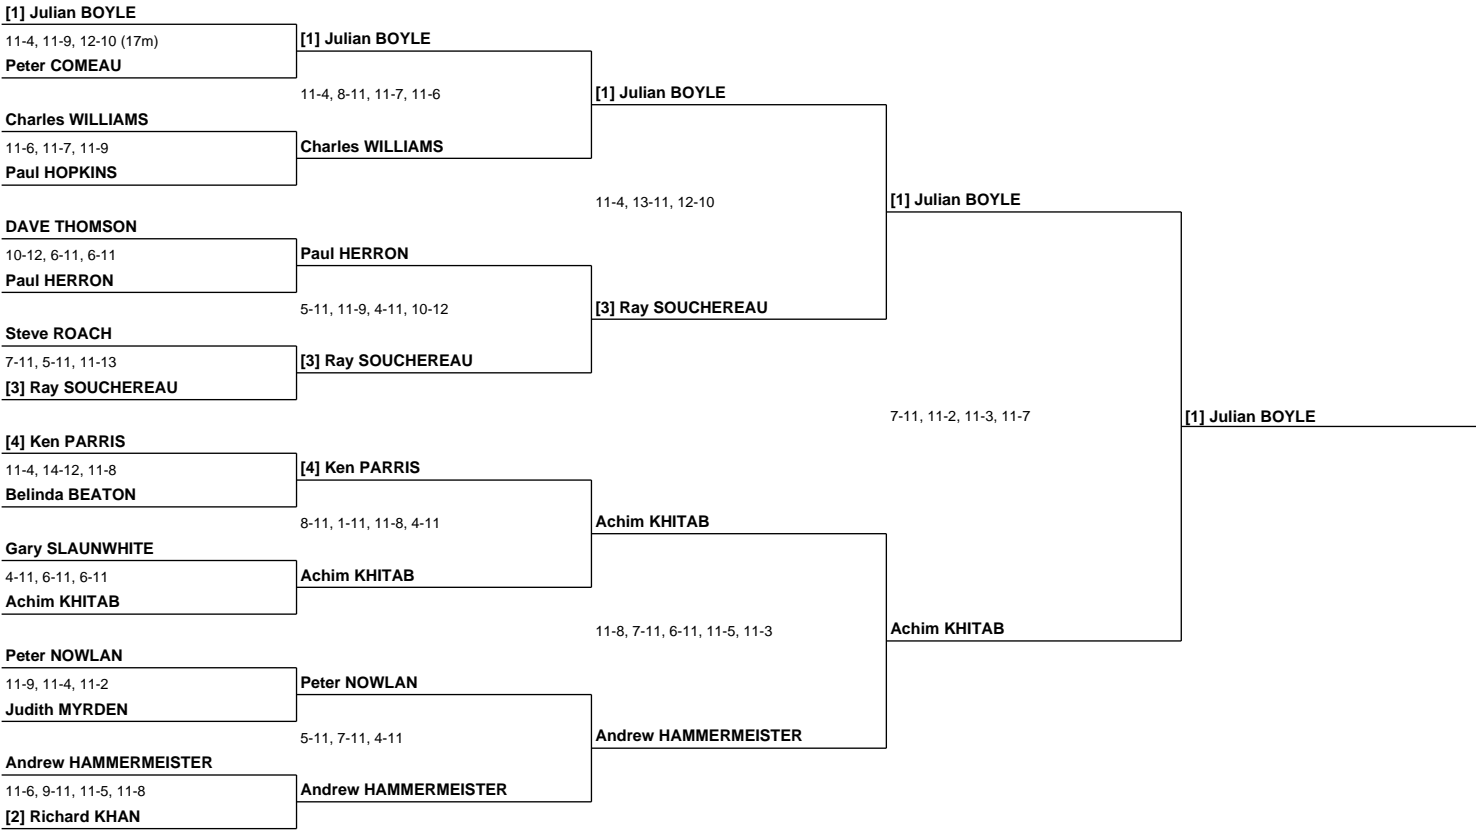 [1] Julian BOYLE
11-4, 11-9, 12-10 (17m)
Peter COMEAU
Charles WILLIAMS
11-6, 11-7, 11-9
Paul HOPKINS
DAVE THOMSON
10-12, 6-11, 6-11
Paul HERRON
Steve ROACH
7-11, 5-11, 11-13
[3] Ray SOUCHEREAU
[4] Ken PARRIS
11-4, 14-12, 11-8
Belinda BEATON
Gary SLAUNWHITE
4-11, 6-11, 6-11
Achim KHITAB
Peter NOWLAN
11-9, 11-4, 11-2
Judith MYRDEN
Andrew HAMMERMEISTER
11-6, 9-11, 11-5, 11-8
[2] Richard KHAN
[1] Julian BOYLE
11-4, 8-11, 11-7, 11-6
Charles WILLIAMS
Paul HERRON
5-11, 11-9, 4-11, 10-12
[3] Ray SOUCHEREAU
[4] Ken PARRIS
8-11, 1-11, 11-8, 4-11
Achim KHITAB
Peter NOWLAN
5-11, 7-11, 4-11
Andrew HAMMERMEISTER
[1] Julian BOYLE
11-4, 13-11, 12-10
[3] Ray SOUCHEREAU
Achim KHITAB
11-8, 7-11, 6-11, 11-5, 11-3
Andrew HAMMERMEISTER
[1] Julian BOYLE
7-11, 11-2, 11-3, 11-7
Achim KHITAB
[1] Julian BOYLE